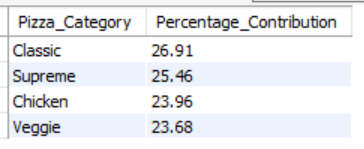 Pizza_Category Percentage_Contribution
Classic 26.91
Supreme 25.46
Chicken 23.96
Veggie 23.68